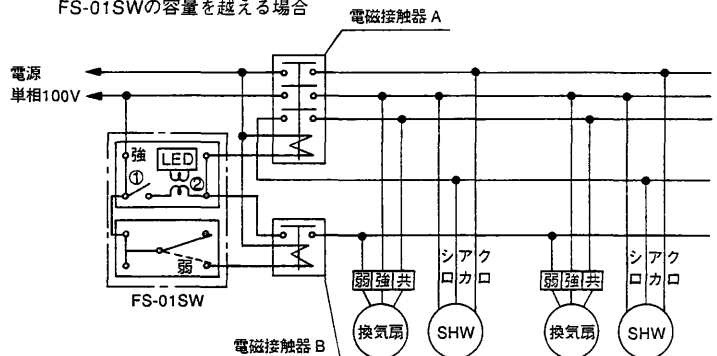 FS-01SWの容量を越える場合
電磁接触器 A
電源
単相100V
強
LED
①
②
弱
FS-01SW
電磁接触器 B
弱 強 共
換気扇
シロ
アカ
クロ
SHW
弱 強 共
換気扇
シロ
アカ
クロ
SHW